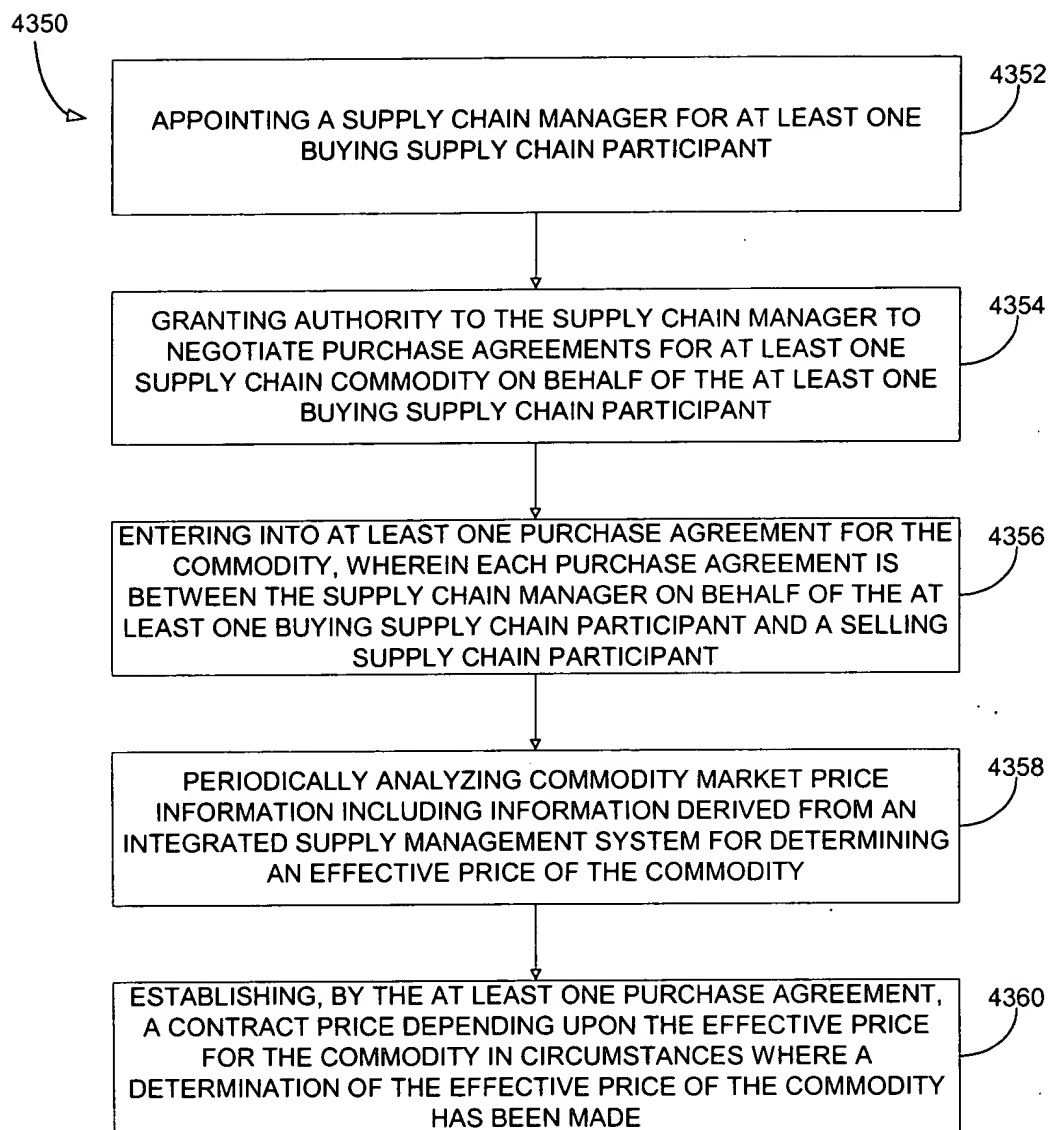 4350
APPOINTING A SUPPLY CHAIN MANAGER FOR AT LEAST ONE
BUYING SUPPLY CHAIN PARTICIPANT
4352
GRANTING AUTHORITY TO THE SUPPLY CHAIN MANAGER TO
NEGOTIATE PURCHASE AGREEMENTS FOR AT LEAST ONE
SUPPLY CHAIN COMMODITY ON BEHALF OF THE AT LEAST ONE
BUYING SUPPLY CHAIN PARTICIPANT
4354
ENTERING INTO AT LEAST ONE PURCHASE AGREEMENT FOR THE
COMMODITY, WHEREIN EACH PURCHASE AGREEMENT IS
BETWEEN THE SUPPLY CHAIN MANAGER ON BEHALF OF THE AT
LEAST ONE BUYING SUPPLY CHAIN PARTICIPANT AND A SELLING
SUPPLY CHAIN PARTICIPANT
4356
PERIODICALLY ANALYZING COMMODITY MARKET PRICE
INFORMATION INCLUDING INFORMATION DERIVED FROM AN
INTEGRATED SUPPLY MANAGEMENT SYSTEM FOR DETERMINING
AN EFFECTIVE PRICE OF THE COMMODITY
4358
ESTABLISHING, BY THE AT LEAST ONE PURCHASE AGREEMENT,
A CONTRACT PRICE DEPENDING UPON THE EFFECTIVE PRICE
FOR THE COMMODITY IN CIRCUMSTANCES WHERE A
DETERMINATION OF THE EFFECTIVE PRICE OF THE COMMODITY
HAS BEEN MADE
4360